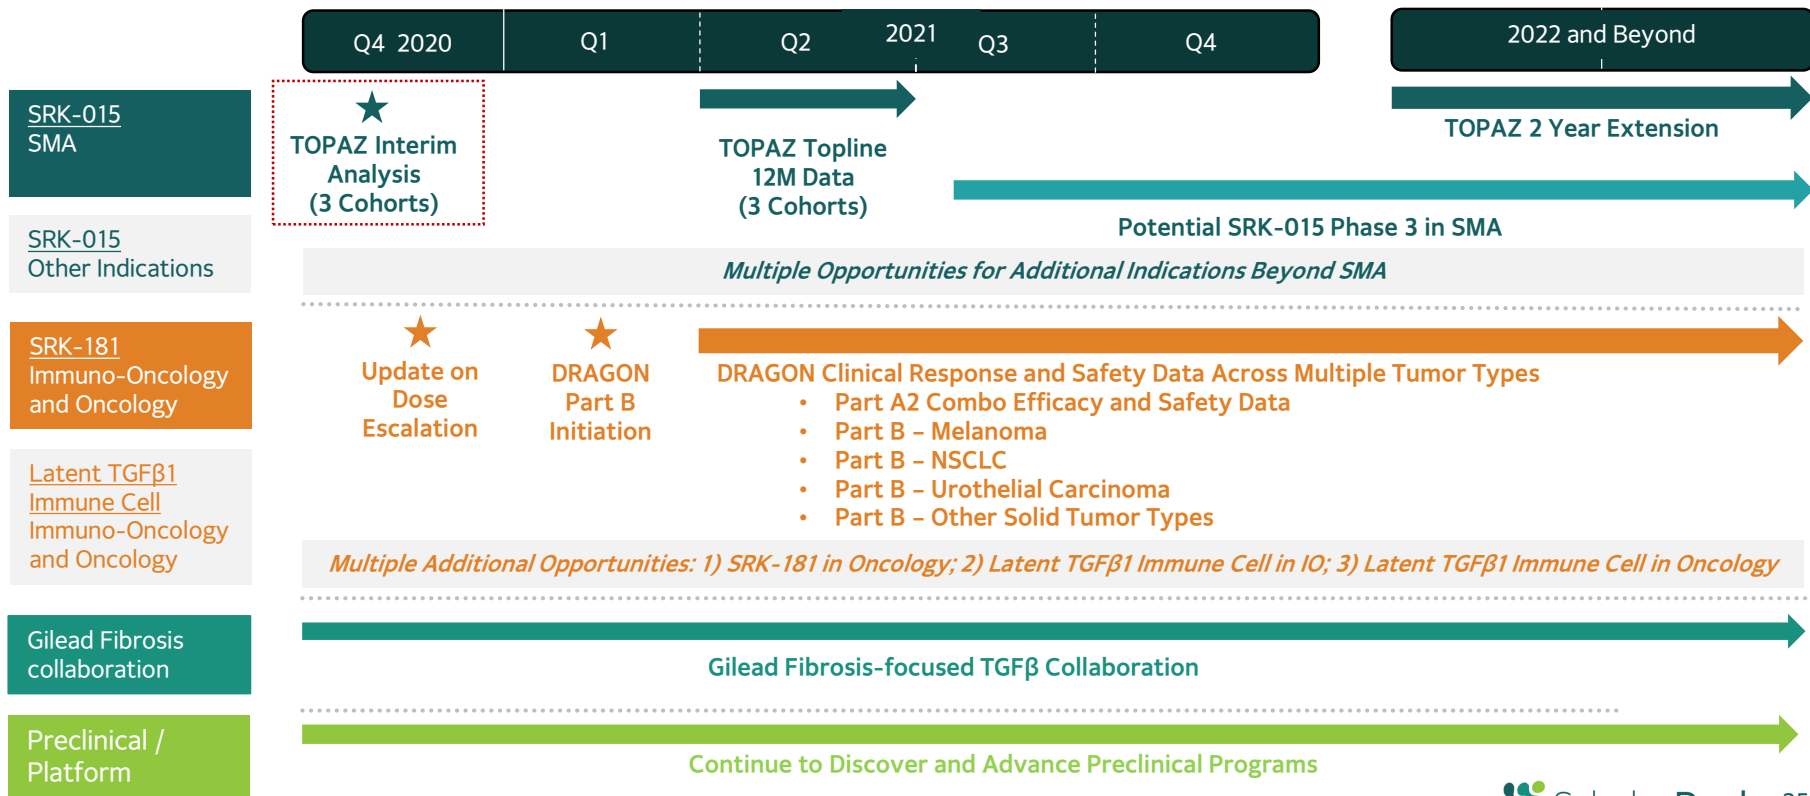 Q4 2020
Q1
Q2
2021
Q3
Q4
2022 and Beyond
SRK-015
SMA
TOPAZ Interim
Analysis
(3 Cohorts)
TOPAZ Topline
12M Data
(3 Cohorts)
TOPAZ 2 Year Extension
Potential SRK-015 Phase 3 in SMA
SRK-015
Other Indications
Multiple Opportunities for Additional Indications Beyond SMA
SRK-181
Immuno-Oncology
and Oncology
Update on
Dose
Escalation
DRAGON
Part B
Initiation
DRAGON Clinical Response and Safety Data Across Multiple Tumor Types
• Part A2 Combo Efficacy and Safety Data
• Part B – Melanoma
• Part B – NSCLC
• Part B – Urothelial Carcinoma
• Part B – Other Solid Tumor Types
Latent TGFβ1
Immune Cell
Immuno-Oncology
and Oncology
Multiple Additional Opportunities: 1) SRK-181 in Oncology; 2) Latent TGFβ1 Immune Cell in IO; 3) Latent TGFβ1 Immune Cell in Oncology
Gilead Fibrosis
collaboration
Gilead Fibrosis-focused TGFβ Collaboration
Preclinical /
Platform
Continue to Discover and Advance Preclinical Programs